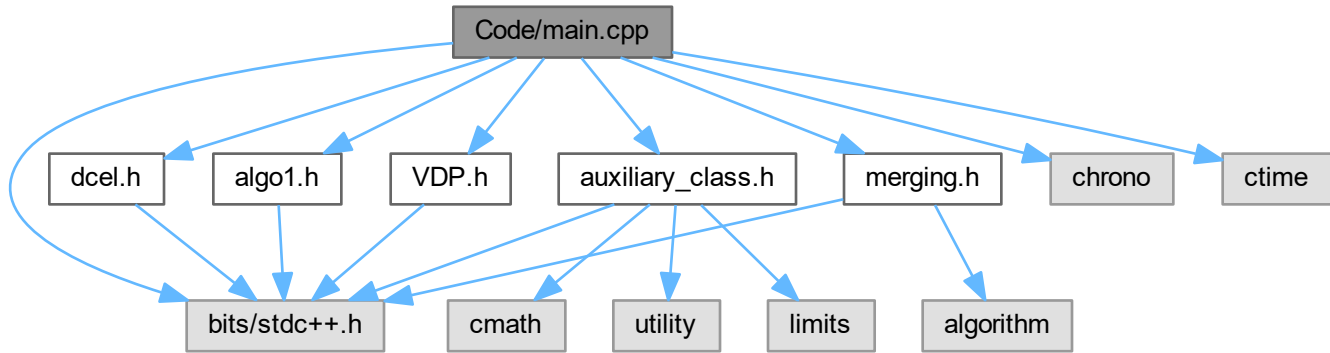 Code/main.cpp
dcel.h
algo1.h
VDP.h
auxiliary_class.h
merging.h
chrono
ctime
bits/stdc++.h
cmath
utility
limits
algorithm